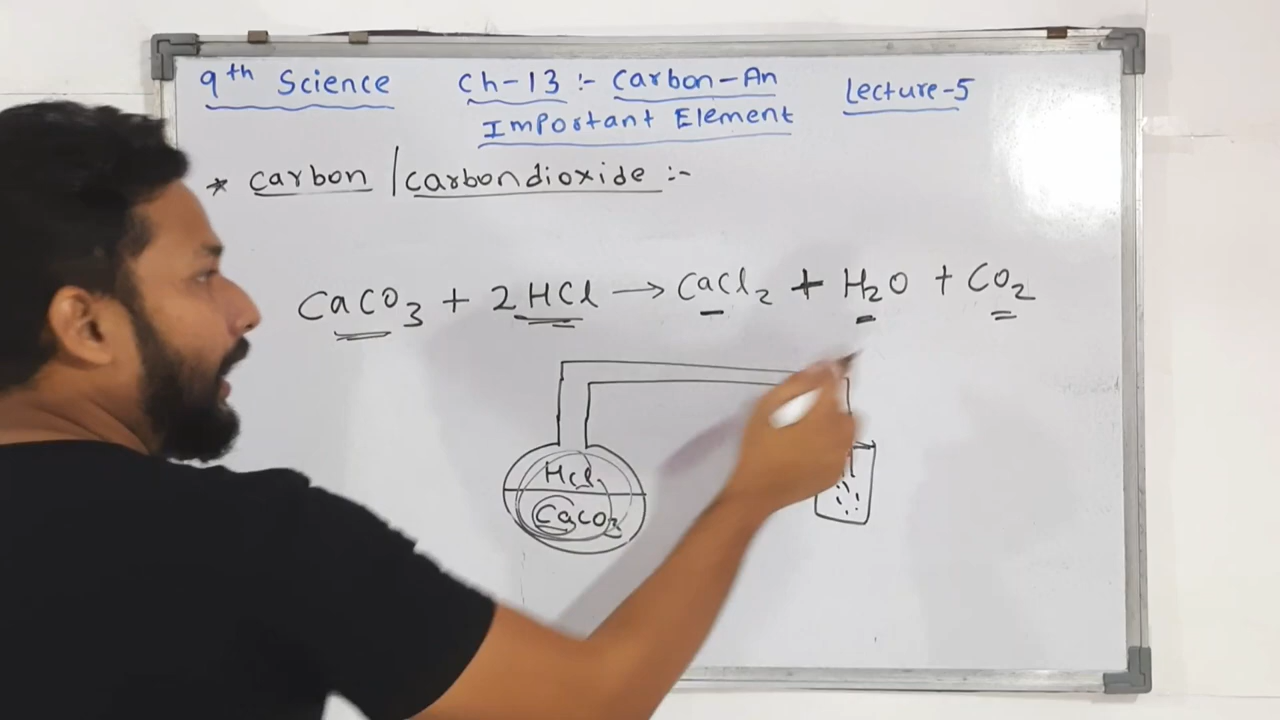 9th Science Ch-13 :- Carbon-An Lecture-5
Important Element
* carbon / carbondioxide :-
CaCO3 + 2HCl → CaCl2 + H2O + CO2
HCl
CaCO3